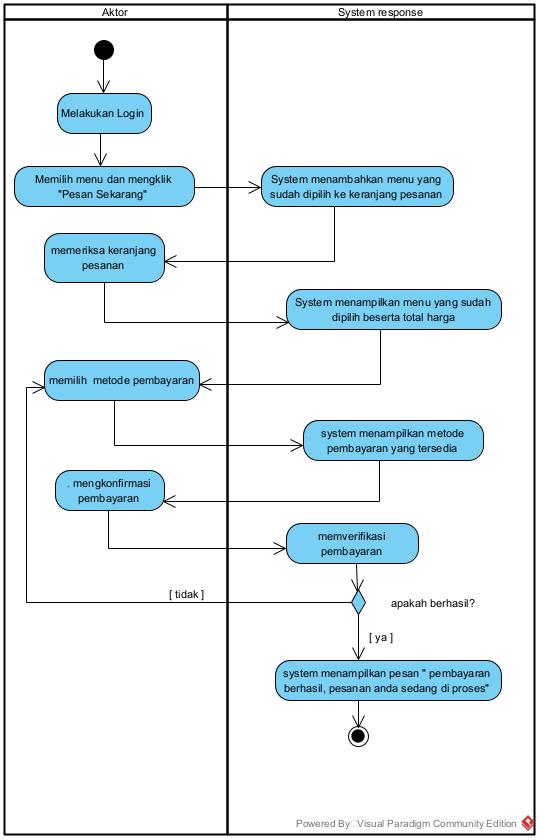 Aktor
System response
Melakukan Login
Memilih menu dan mengklik
"Pesan Sekarang"
System menambahkan menu yang
sudah dipilih ke keranjang pesanan
memeriksa keranjang
pesanan
System menampilkan menu yang sudah
dipilih beserta total harga
memilih metode pembayaran
system menampilkan metode
pembayaran yang tersedia
. mengkonfirmasi
pembayaran
memverifikasi
pembayaran
[ tidak ]
apakah berhasil?
[ ya ]
system menampilkan pesan " pembayaran
berhasil, pesanan anda sedang di proses"
Powered By Visual Paradigm Community Edition